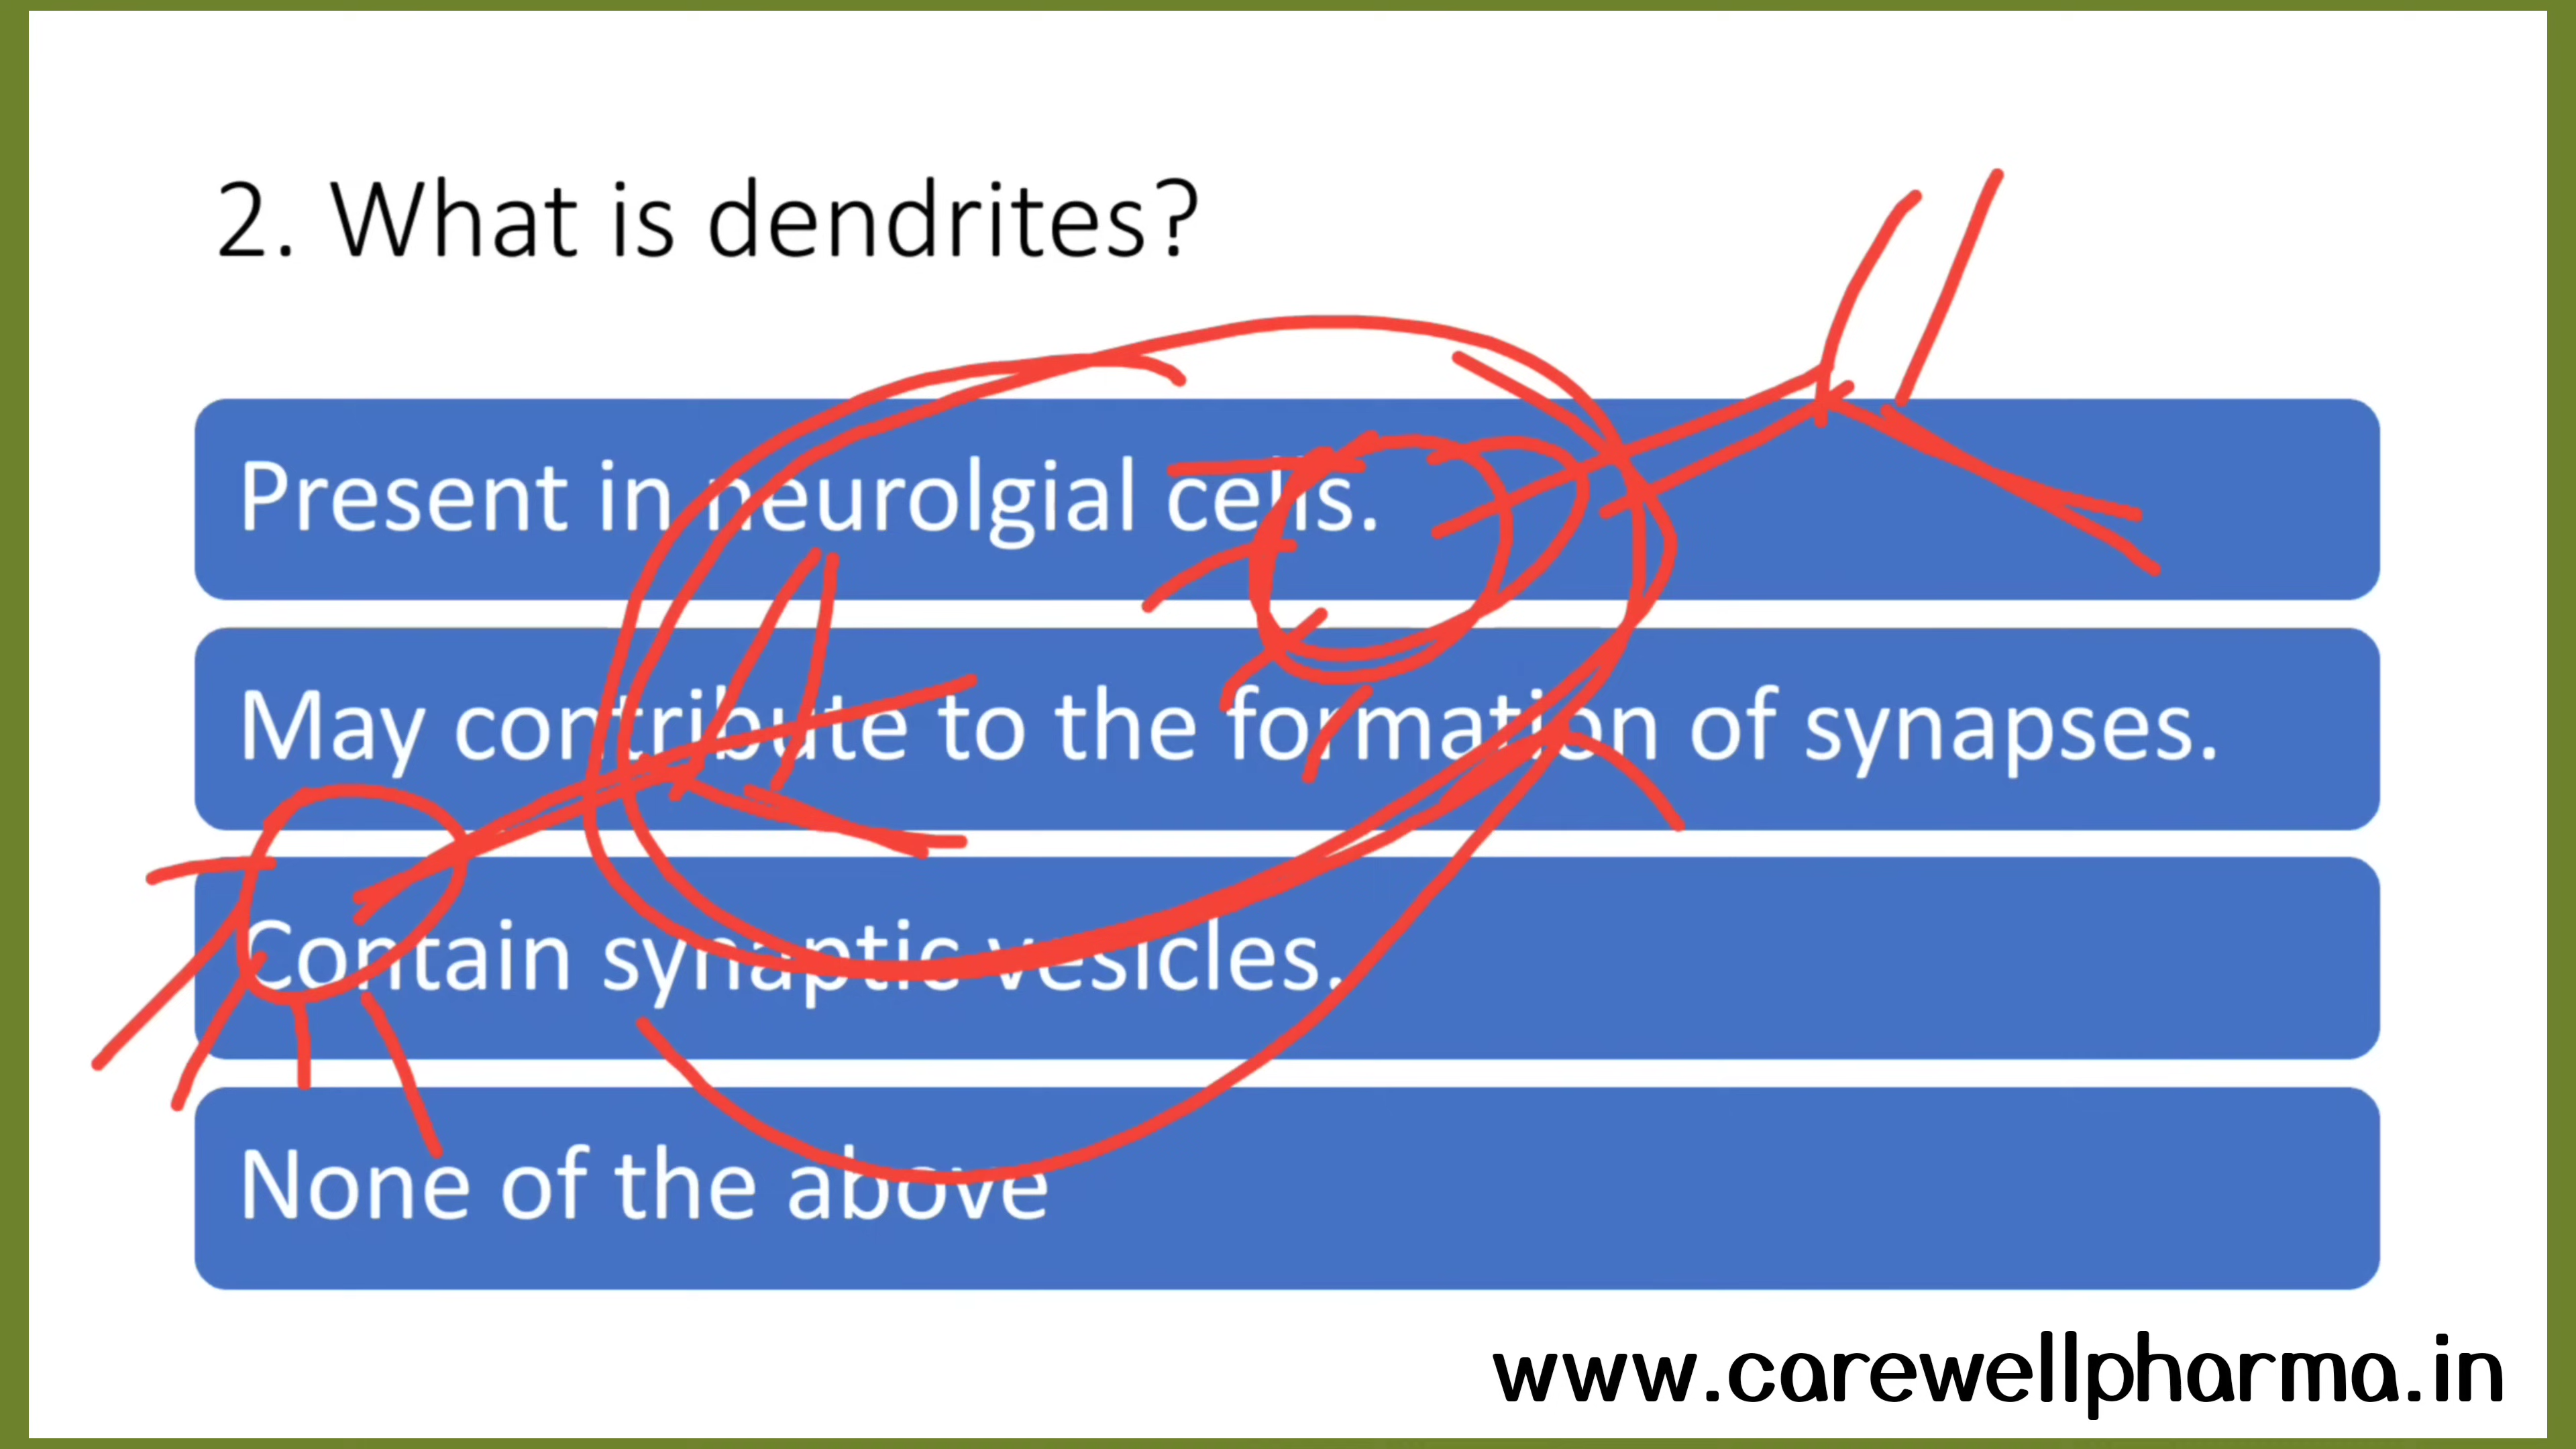 2. What is dendrites?
Present in neurolgial cells.
May contribute to the formation of synapses.
Contain synaptic vesicles.
None of the above
www.carewellpharma.in